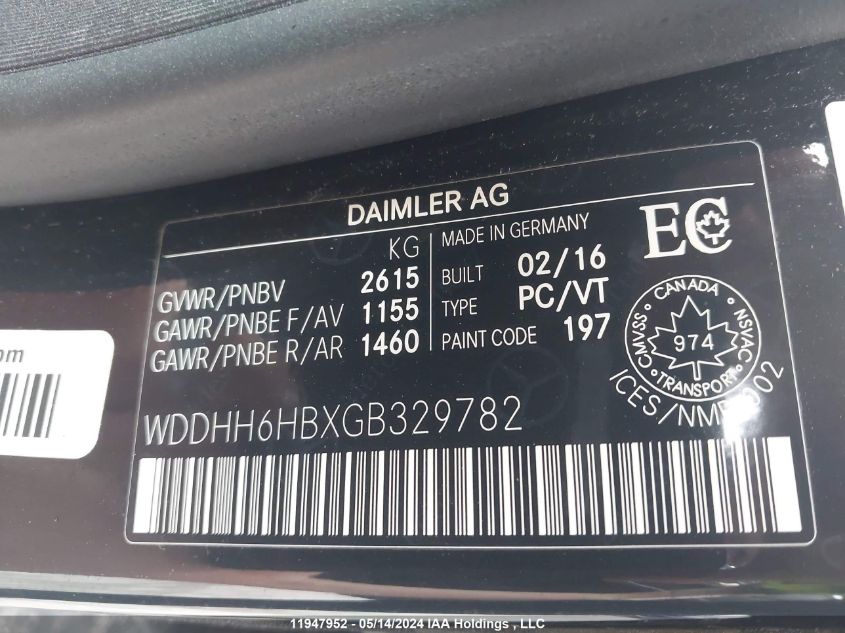 DAIMLER AG
KG
GVWR/PNBV 2615
GAWR/PNBE F/AV 1155
GAWR/PNBE R/AR 1460
MADE IN GERMANY
BUILT 02/16
TYPE PC/VT
PAINT CODE 197
EC
CANADA
CMVSS 974 NSVAC
TRANSPORT
WDDHH6HBXGB329782
11947952 - 05/14/2024 IAA Holdings , LLC